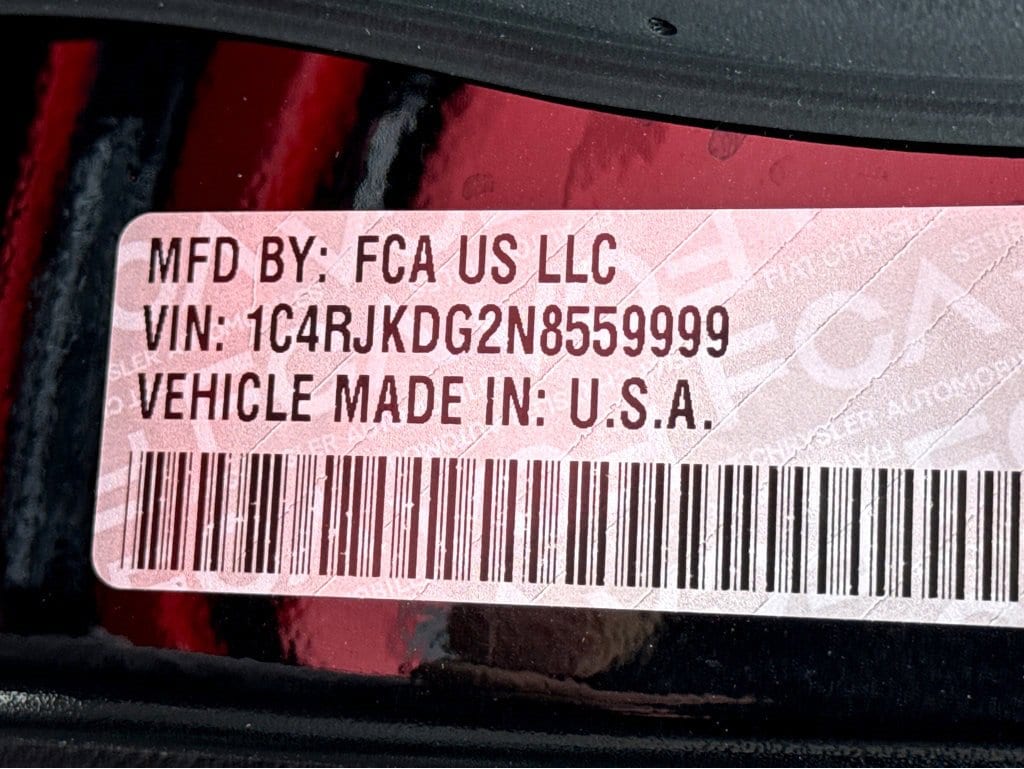 MFD BY: FCA US LLC
VIN: 1C4RJKDG2N8559999
VEHICLE MADE IN: U.S.A.